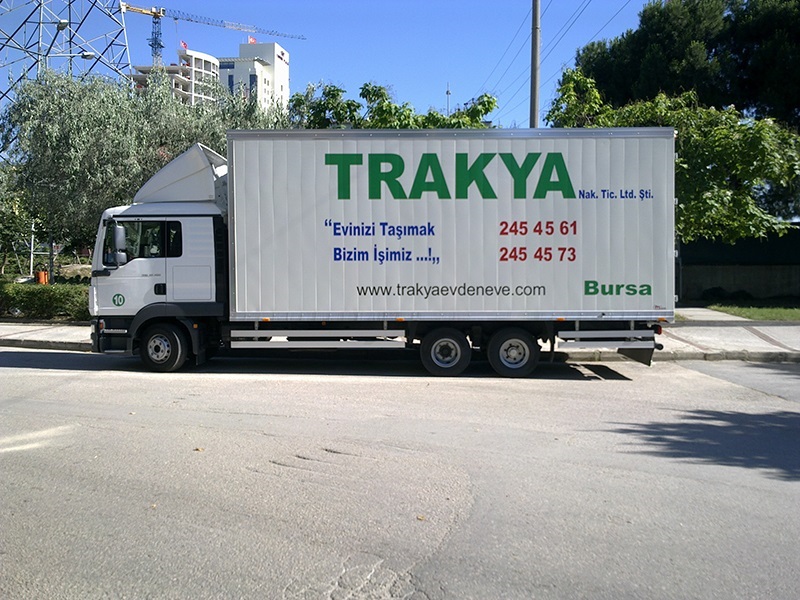 TRAKYA Nak. Tic. Ltd. Şti.
“Evinizi Taşımak 245 45 61
Bizim İşimiz ...!„ 245 45 73
www.trakyaevdeneve.com Bursa
10